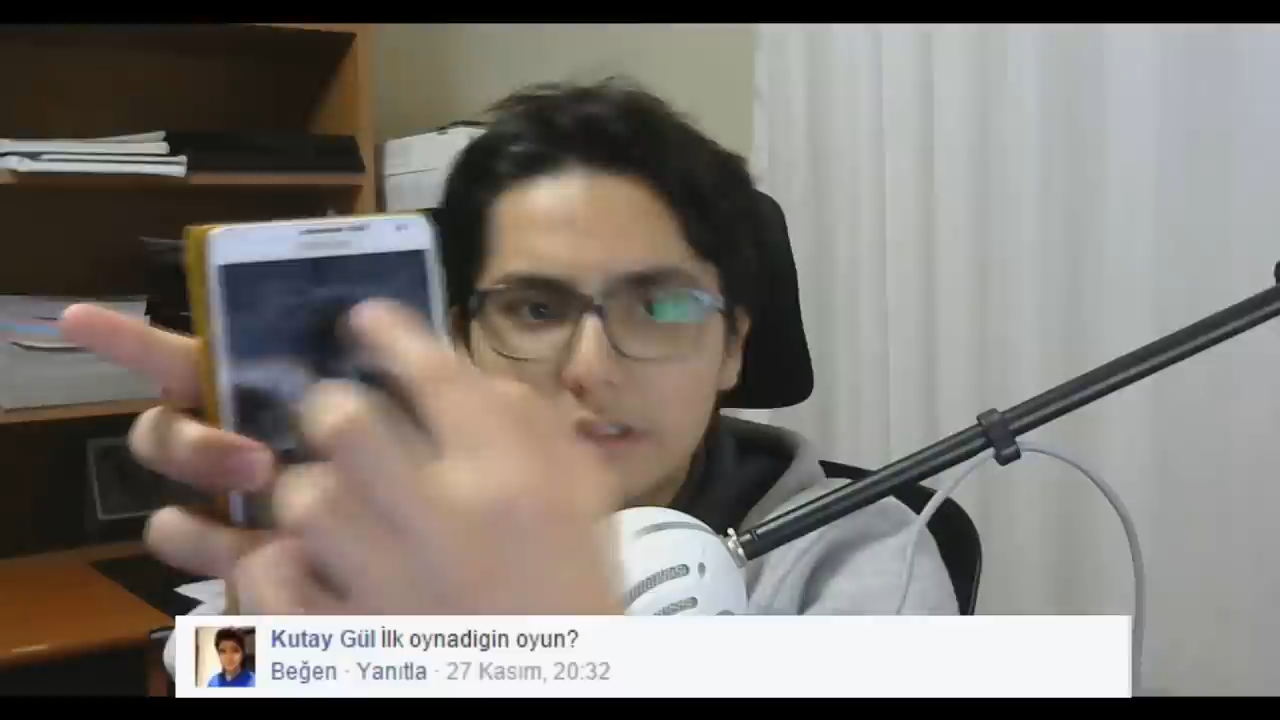 Kutay Gül İlk oynadigin oyun?
Beğen · Yanıtla · 27 Kasım, 20:32